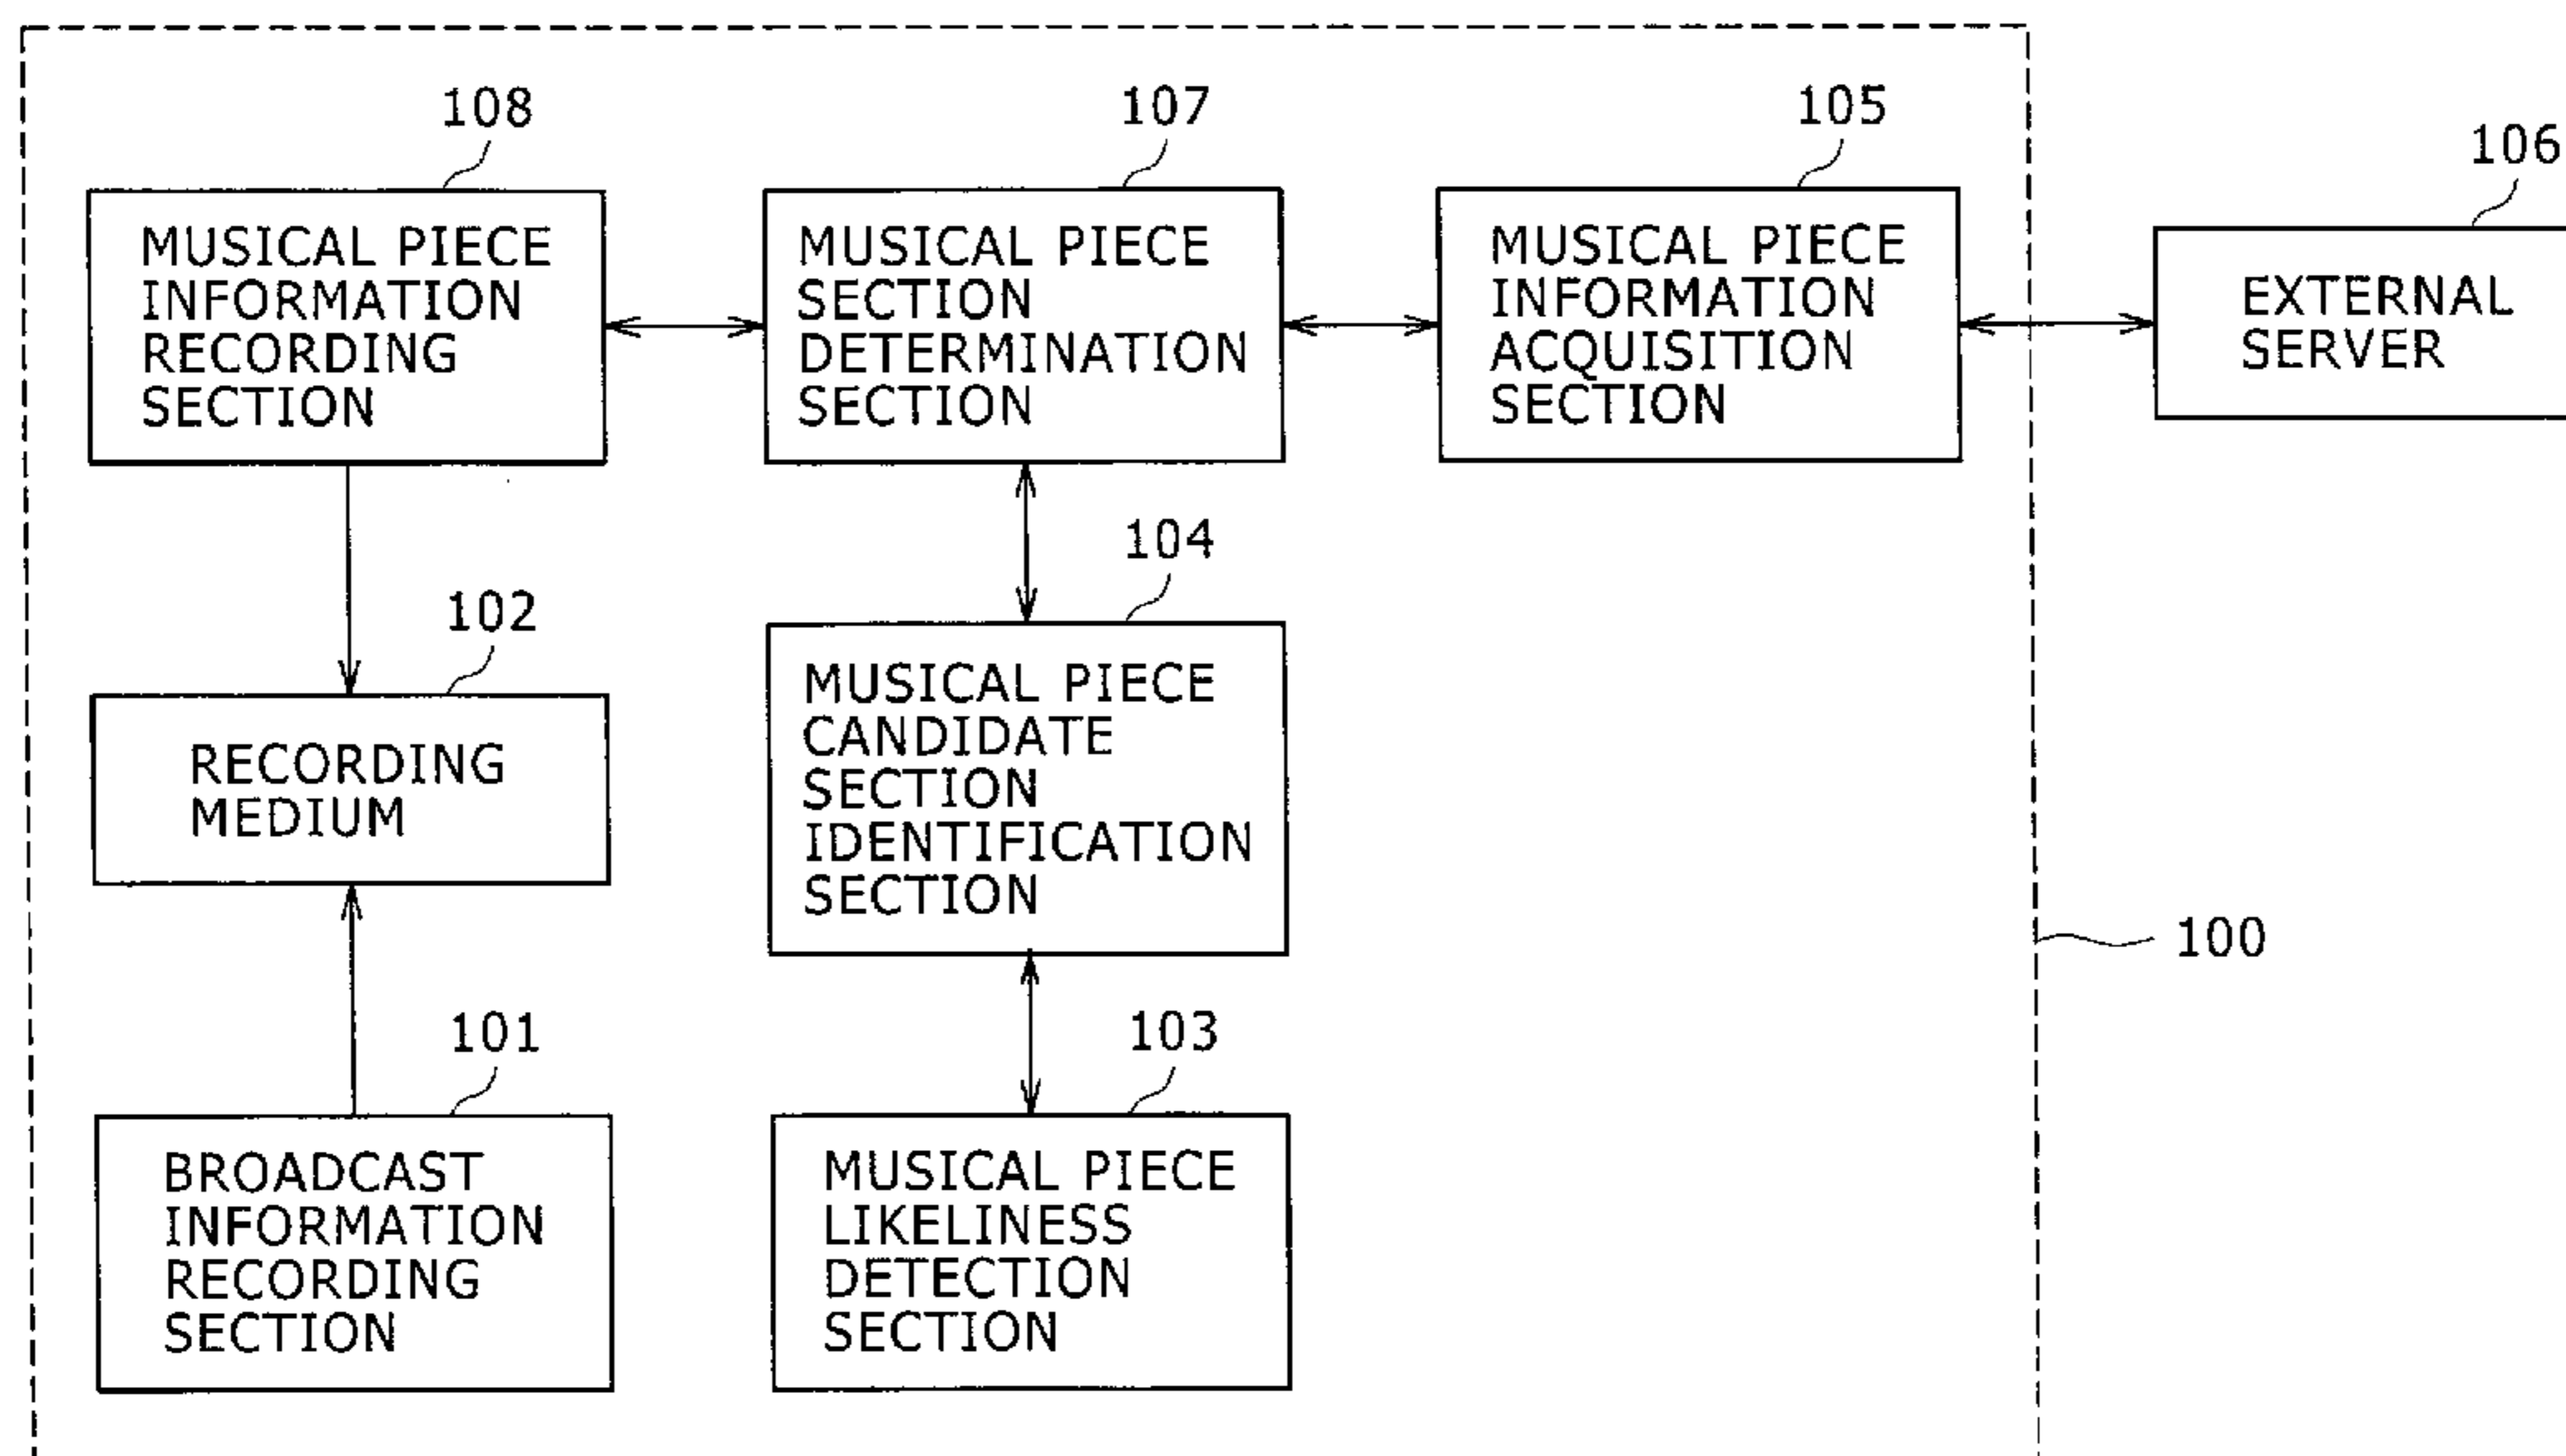 108
MUSICAL PIECE
INFORMATION
RECORDING
SECTION
107
MUSICAL PIECE
SECTION
DETERMINATION
SECTION
105
MUSICAL PIECE
INFORMATION
ACQUISITION
SECTION
106
EXTERNAL
SERVER
102
RECORDING
MEDIUM
104
MUSICAL PIECE
CANDIDATE
SECTION
IDENTIFICATION
SECTION
100
101
BROADCAST
INFORMATION
RECORDING
SECTION
103
MUSICAL PIECE
LIKELINESS
DETECTION
SECTION